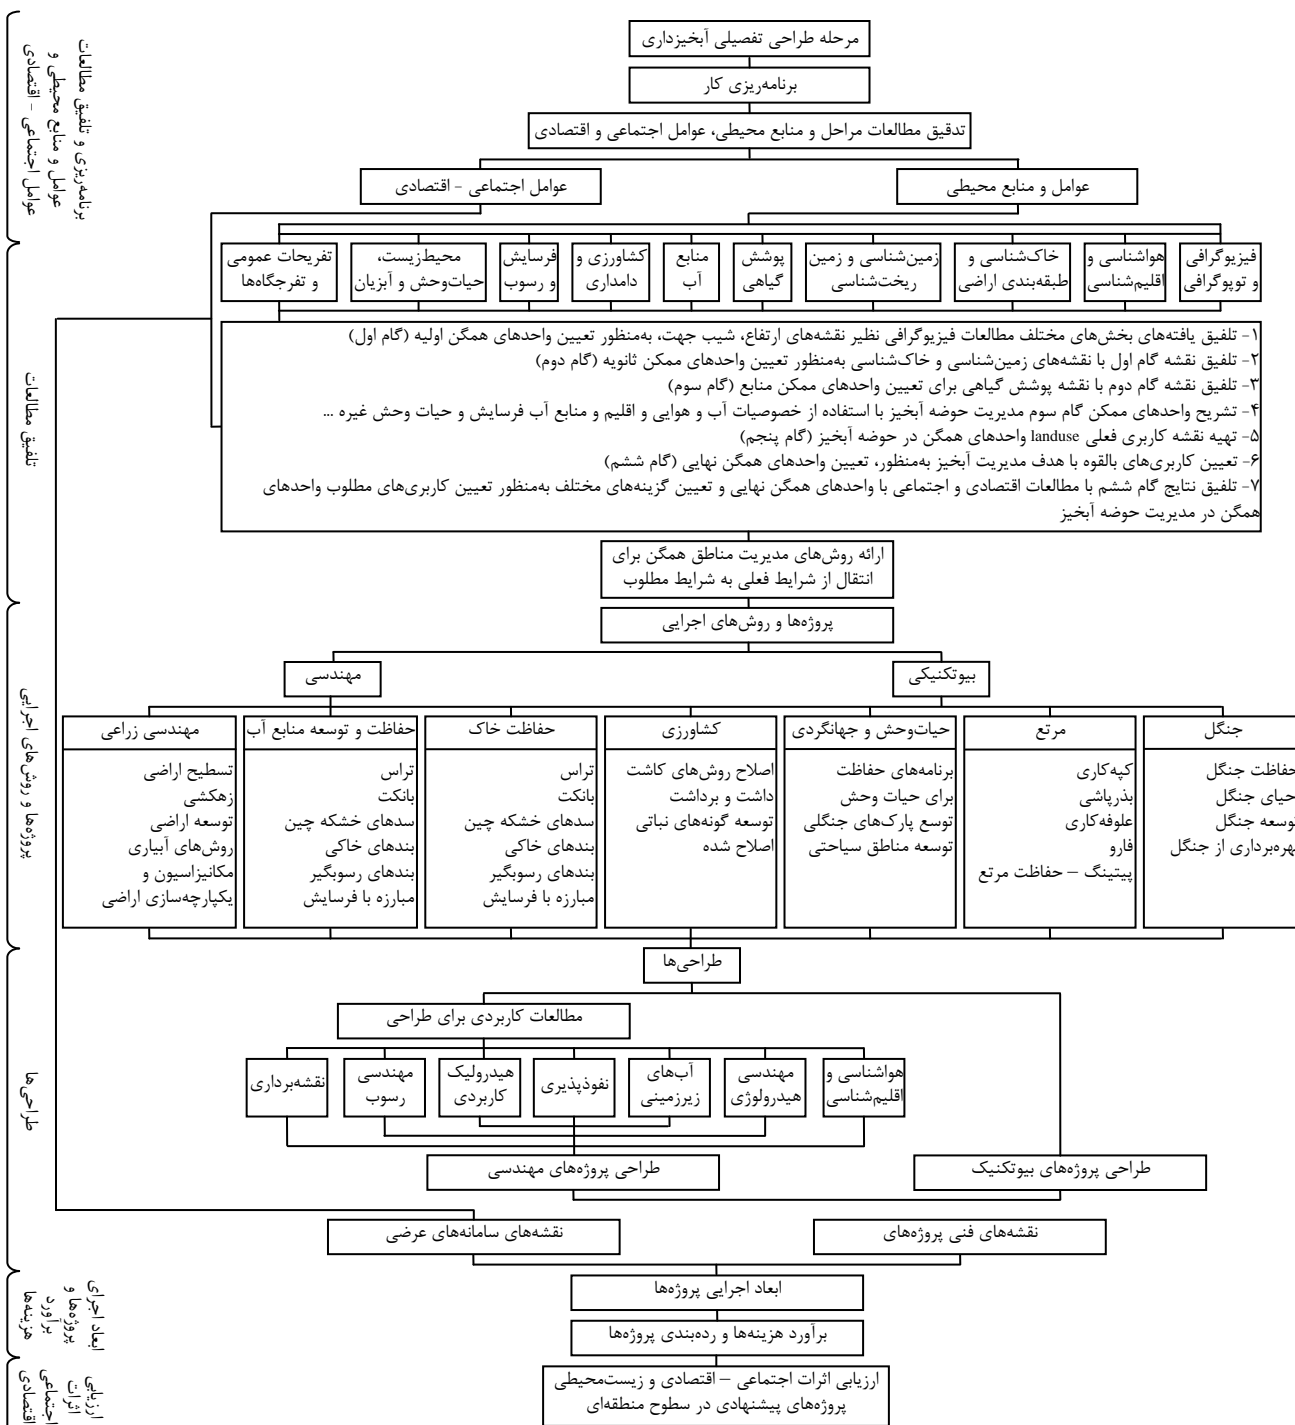 مرحله طراحی تفصیلی آبخیزداری
برنامه‌ریزی کار
تدقیق مطالعات مراحل و منابع محیطی، عوامل اجتماعی و اقتصادی
عوامل و منابع محیطی
عوامل اجتماعی - اقتصادی
برنامه‌ریزی و تلفیق مطالعات
عوامل و منابع محیطی و
عوامل اجتماعی - اقتصادی
فیزیوگرافی
و توپوگرافی
هواشناسی و
اقلیم‌شناسی
خاک‌شناسی و
طبقه‌بندی اراضی
زمین‌شناسی و زمین
ریخت‌شناسی
پوشش
گیاهی
منابع
آب
کشاورزی و
دامداری
فرسایش
و رسوب
محیط‌زیست،
حیات‌وحش و آبزیان
تفریحات عمومی
و تفرجگاه‌ها
۱- تلفیق یافته‌های بخش‌های مختلف مطالعات فیزیوگرافی نظیر نقشه‌های ارتفاع، شیب جهت، به‌منظور تعیین واحدهای همگن اولیه (گام اول)
۲- تلفیق نقشه گام اول با نقشه‌های زمین‌شناسی و خاک‌شناسی به‌منظور تعیین واحدهای ممکن ثانویه (گام دوم)
۳- تلفیق نقشه گام دوم با نقشه پوشش گیاهی برای تعیین واحدهای ممکن منابع (گام سوم)
۴- تشریح واحدهای ممکن گام سوم مدیریت حوضه آبخیز با استفاده از خصوصیات آب و هوایی و اقلیم و منابع آب فرسایش و حیات وحش غیره ...
۵- تهیه نقشه کاربری فعلی landuse واحدهای همگن در حوضه آبخیز (گام پنجم)
۶- تعیین کاربری‌های بالقوه با هدف مدیریت آبخیز به‌منظور، تعیین واحدهای همگن نهایی (گام ششم)
۷- تلفیق نتایج گام ششم با مطالعات اقتصادی و اجتماعی با واحدهای همگن نهایی و تعیین گزینه‌های مختلف به‌منظور تعیین کاربری‌های مطلوب واحدهای
همگن در مدیریت حوضه آبخیز
تلفیق مطالعات
ارائه روش‌های مدیریت مناطق همگن برای
انتقال از شرایط فعلی به شرایط مطلوب
پروژه‌ها و روش‌های اجرایی
بیوتکنیکی
مهندسی
پروژه‌ها و روش‌های اجرایی
جنگل
حفاظت جنگل
احیای جنگل
توسعه جنگل
بهره‌برداری از جنگل
مرتع
کپه‌کاری
بذرپاشی
علوفه‌کاری
فارو
پیتینگ – حفاظت مرتع
حیات‌وحش و جهانگردی
برنامه‌های حفاظت
برای حیات وحش
توسع پارک‌های جنگلی
توسعه مناطق سیاحتی
کشاورزی
اصلاح روش‌های کاشت
داشت و برداشت
توسعه گونه‌های نباتی
اصلاح شده
حفاظت خاک
تراس
بانکت
سدهای خشکه چین
بندهای خاکی
بندهای رسوبگیر
مبارزه با فرسایش
حفاظت و توسعه منابع آب
تراس
بانکت
سدهای خشکه چین
بندهای خاکی
بندهای رسوبگیر
مبارزه با فرسایش
مهندسی زراعی
تسطیح اراضی
زهکشی
توسعه اراضی
روش‌های آبیاری
مکانیزاسیون و
یکپارچه‌سازی اراضی
طراحی‌ها
مطالعات کاربردی برای طراحی
هواشناسی و
اقلیم‌شناسی
مهندسی
هیدرولوژی
آب‌های
زیرزمینی
نفوذپذیری
هیدرولیک
کاربردی
مهندسی
رسوب
نقشه‌برداری
طراحی‌ها
طراحی پروژه‌های بیوتکنیک
طراحی پروژه‌های مهندسی
نقشه‌های فنی پروژه‌های
نقشه‌های سامانه‌های عرضی
ابعاد اجرایی پروژه‌ها
برآورد هزینه‌ها و رده‌بندی پروژه‌ها
ابعاد اجرای
پروژه‌ها و
برآورد
هزینه‌ها
ارزیابی اثرات اجتماعی – اقتصادی و زیست‌محیطی
پروژه‌های پیشنهادی در سطوح منطقه‌ای
ارزیابی
اثرات
اجتماعی
اقتصادی